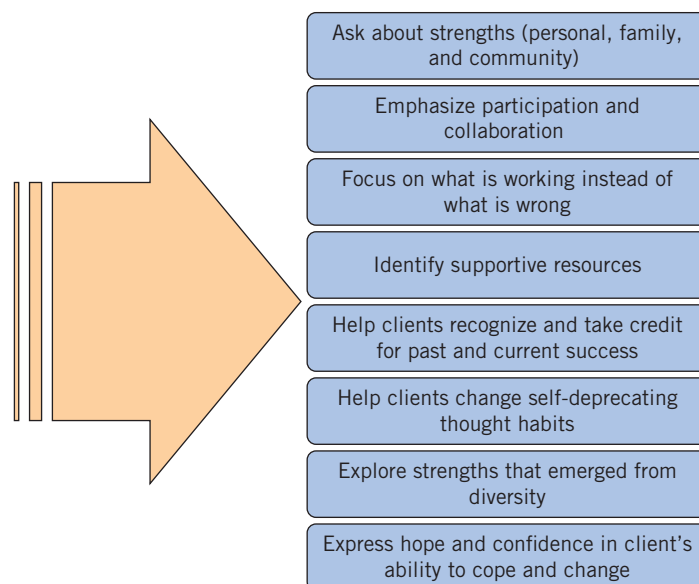 Ask about strengths (personal, family,
and community)
Emphasize participation and
collaboration
Focus on what is working instead of
what is wrong
Identify supportive resources
Help clients recognize and take credit
for past and current success
Help clients change self-deprecating
thought habits
Explore strengths that emerged from
diversity
Express hope and confidence in client’s
ability to cope and change